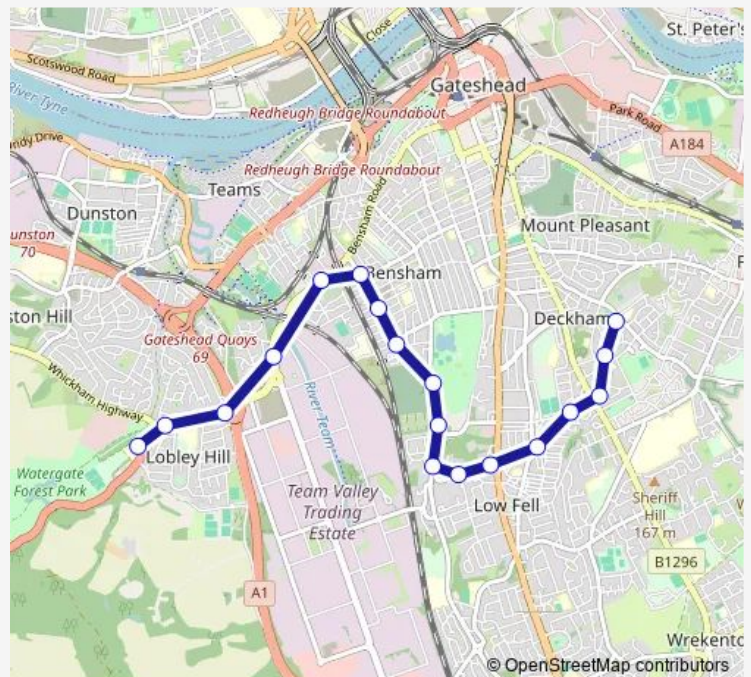 St. Peter's
Close
Scotswood Road
Gateshead
River Tyne
Redheugh Bridge Roundabout
Park Road
A184
ndy Drive
Redheugh Bridge Roundabout
Teams
Bensham Road
Dunston
Mount Pleasant
unston
70
Bensham
ston Hill
Deckham
Gateshead Quays
69
Whickham Highway
River Team
Lobley Hill
Watergate
Forest Park
Team Valley
Trading
Estate
Low Fell
Sheriff
Hill
167 m
B1296
A1
Wrekento
© OpenStreetMap contributors